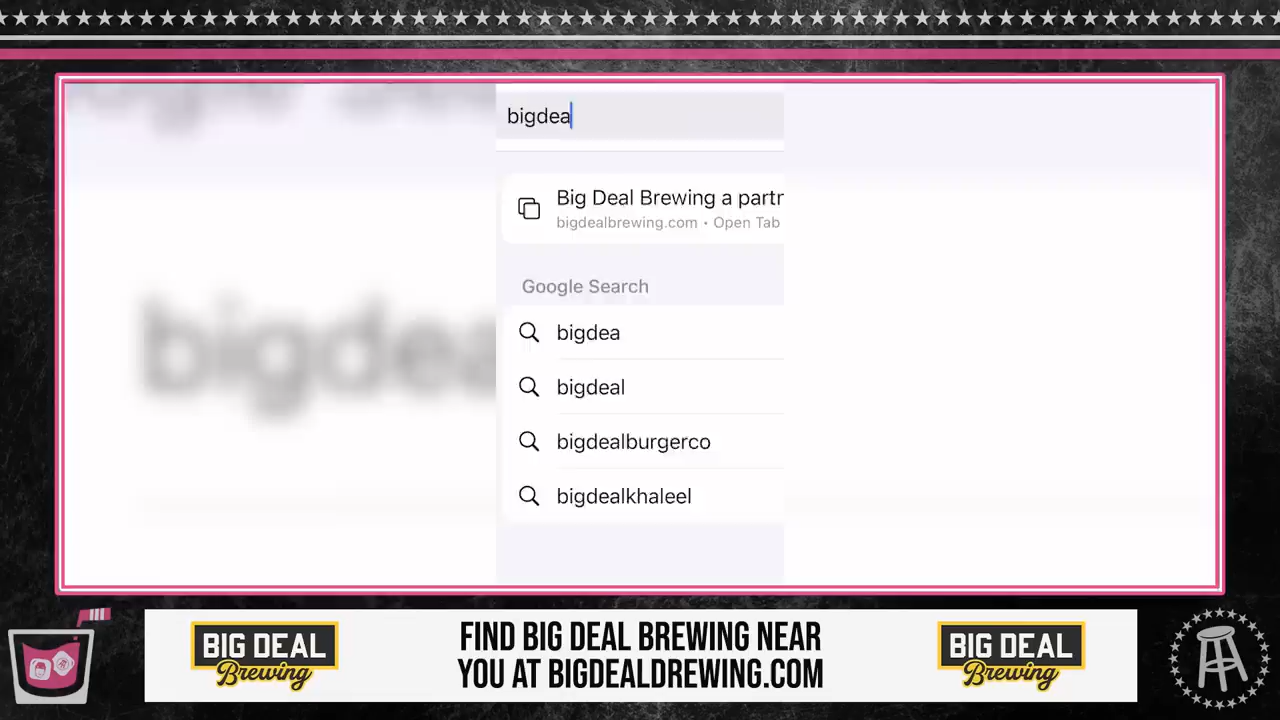 bigdea
Big Deal Brewing a partr
bigdealbrewing.com • Open Tab
Google Search
bigdea
bigdeal
bigdealburgerco
bigdealkhaleel
bigdea
BIG DEAL
Brewing
FIND BIG DEAL BREWING NEAR
YOU AT BIGDEALDREWING.COM
BIG DEAL
Brewing